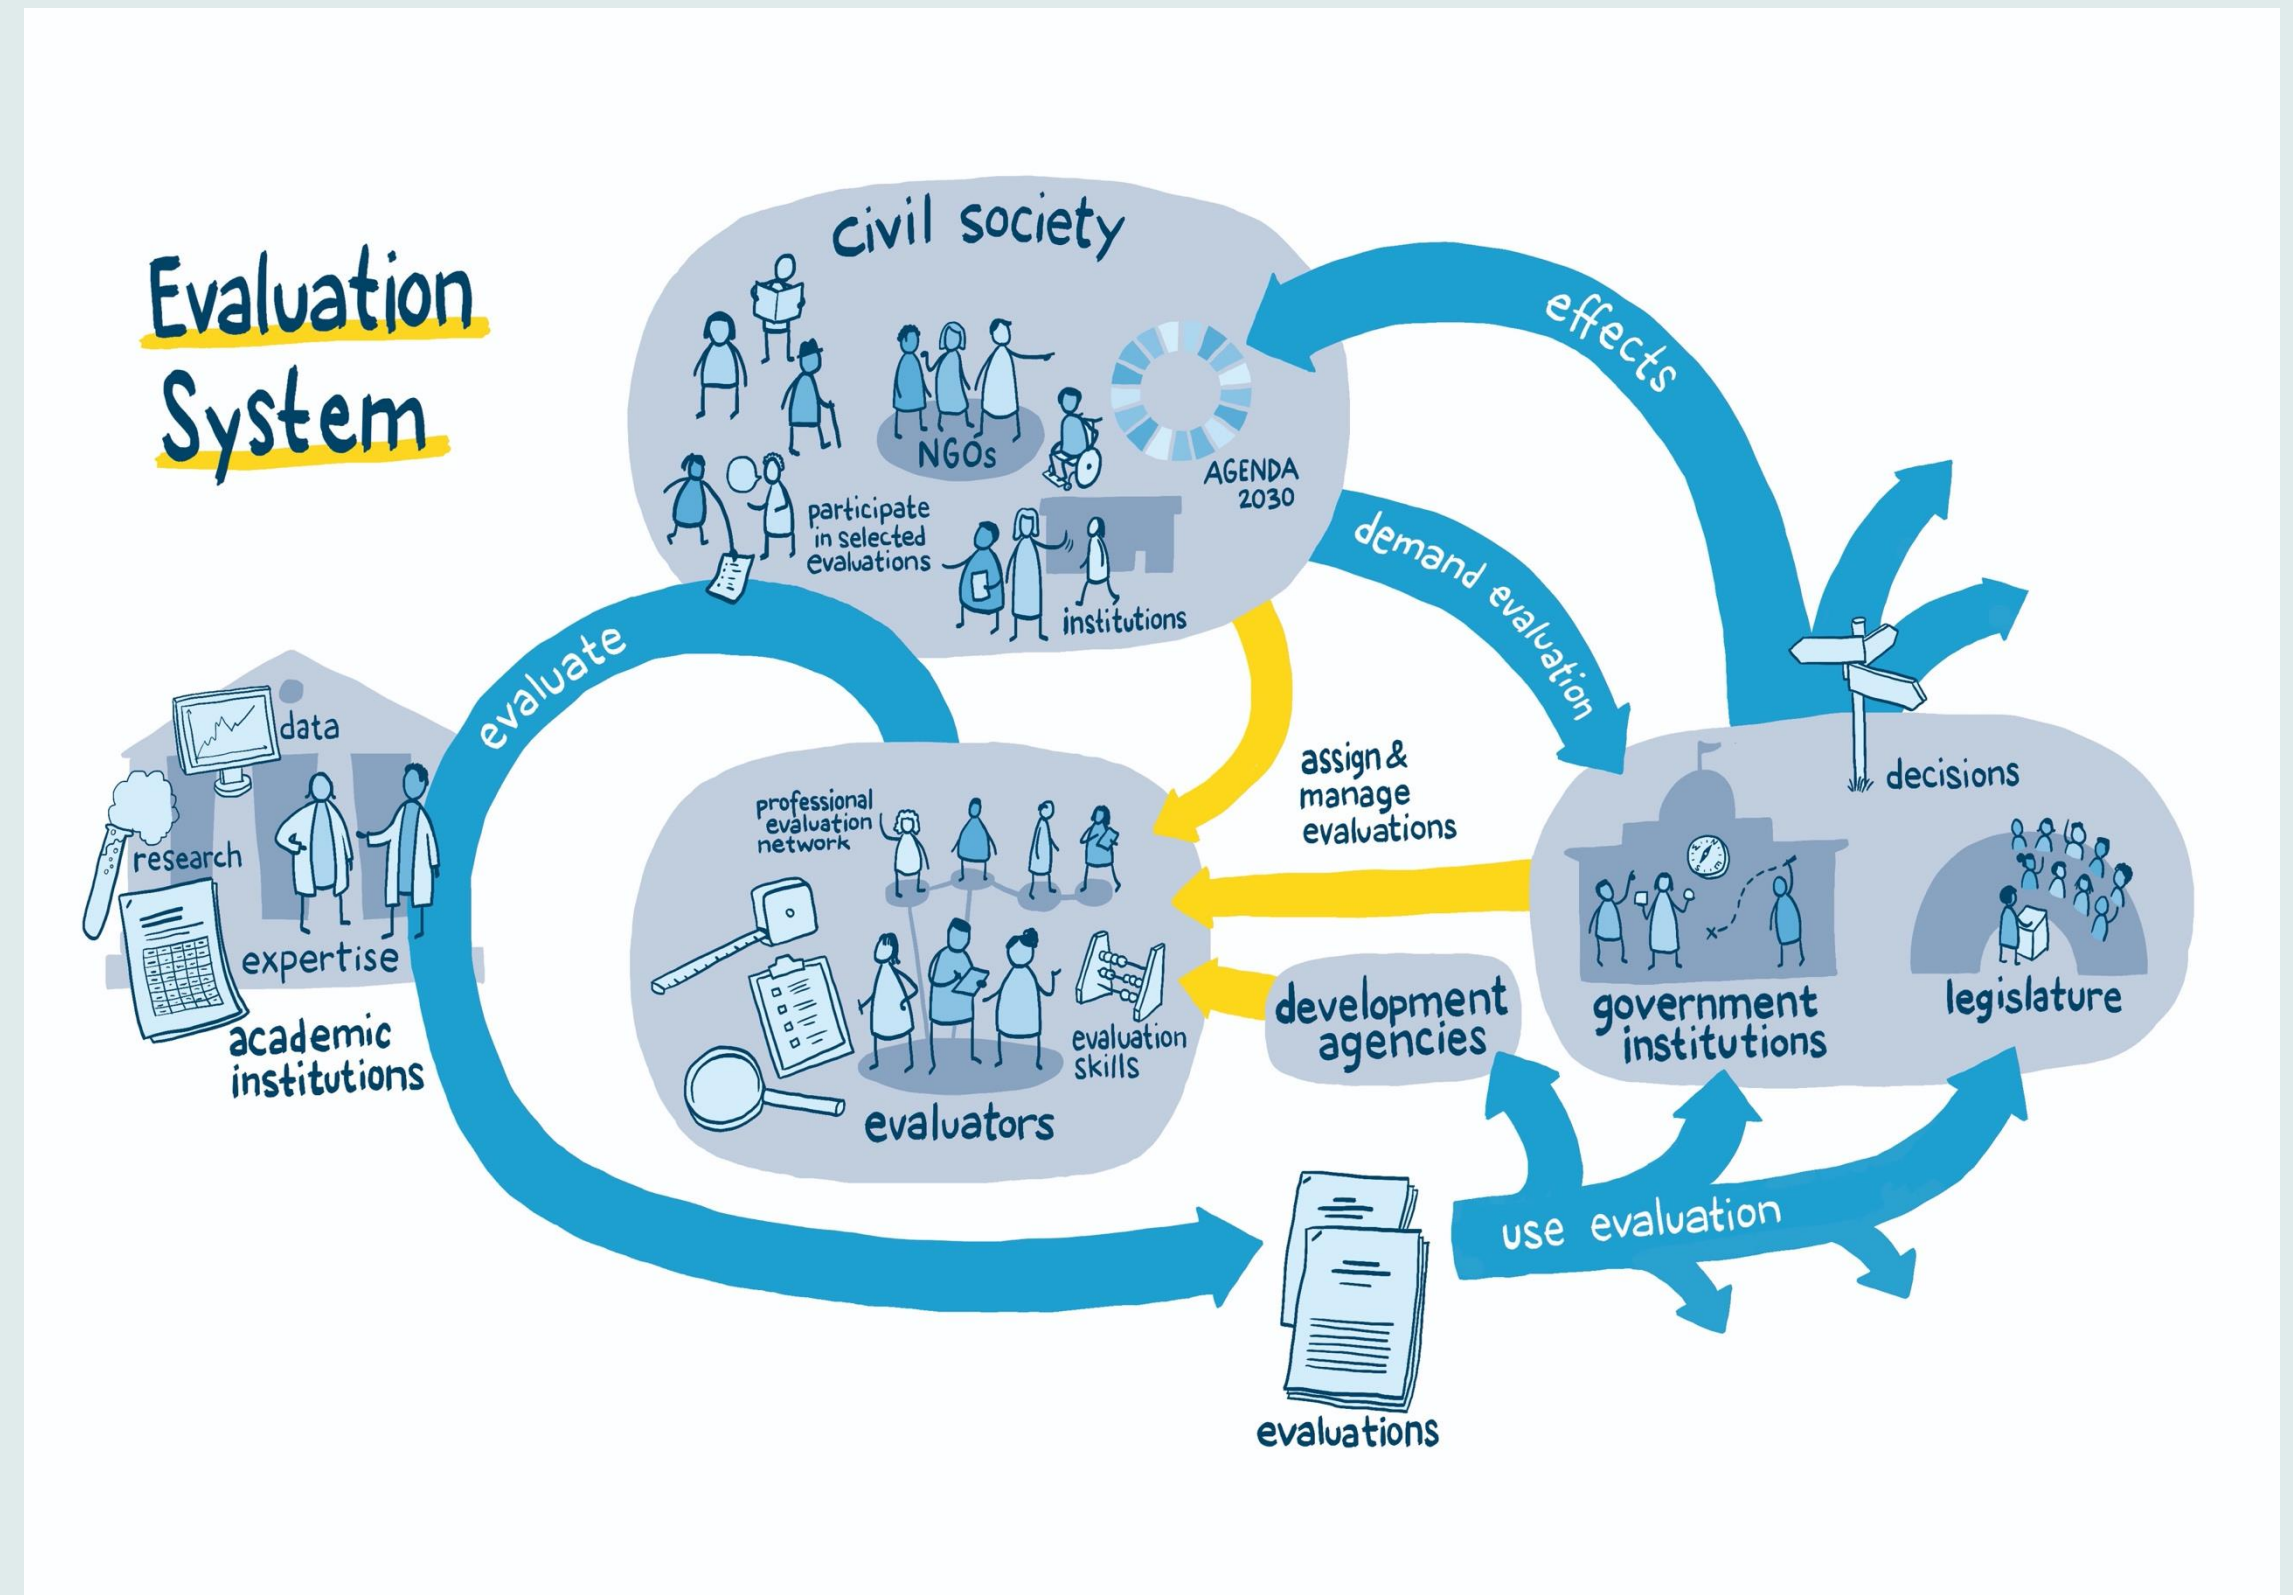 Evaluation
System
civil society
NGOs
AGENDA
2030
participate
in selected
evaluations
institutions
effects
demand evaluation
evaluate
data
research
expertise
academic
institutions
professional
evaluation
network
evaluation
skills
evaluators
assign &
manage
evaluations
development
agencies
decisions
government
institutions
legislature
use evaluation
evaluations